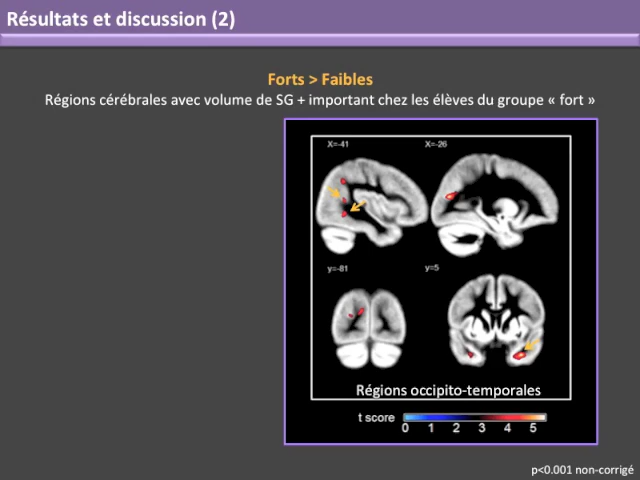 Résultats et discussion (2)
Forts > Faibles
Régions cérébrales avec volume de SG + important chez les élèves du groupe « fort »
X=-41 X=-26
y=-81 y=5
Régions occipito-temporales
t score
0 1 2 3 4 5
p<0.001 non-corrigé